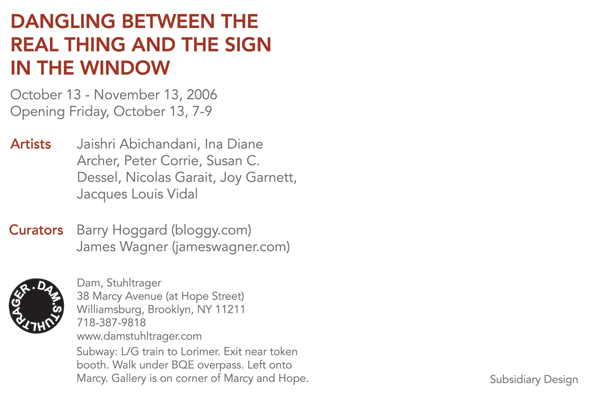 DANGLING BETWEEN THE
REAL THING AND THE SIGN
IN THE WINDOW
October 13 - November 13, 2006
Opening Friday, October 13, 7-9
Artists Jaishri Abichandani, Ina Diane
Archer, Peter Corrie, Susan C.
Dessel, Nicolas Garait, Joy Garnett,
Jacques Louis Vidal
Curators Barry Hoggard (bloggy.com)
James Wagner (jameswagner.com)
DAM.STUHLTRAGER.
Dam, Stuhltrager
38 Marcy Avenue (at Hope Street)
Williamsburg, Brooklyn, NY 11211
718-387-9818
www.damstuhltrager.com
Subway: L/G train to Lorimer. Exit near token
booth. Walk under BQE overpass. Left onto
Marcy. Gallery is on corner of Marcy and Hope.
Subsidiary Design